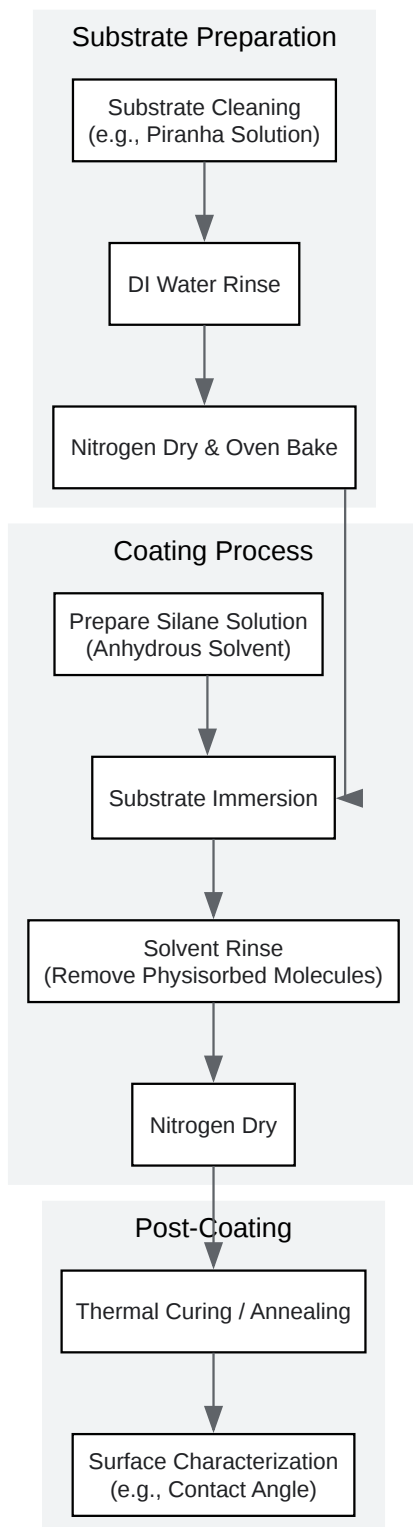 Substrate Preparation
Substrate Cleaning
(e.g., Piranha Solution)
DI Water Rinse
Nitrogen Dry & Oven Bake
Coating Process
Prepare Silane Solution
(Anhydrous Solvent)
Substrate Immersion
Solvent Rinse
(Remove Physisorbed Molecules)
Nitrogen Dry
Post-Coating
Thermal Curing / Annealing
Surface Characterization
(e.g., Contact Angle)